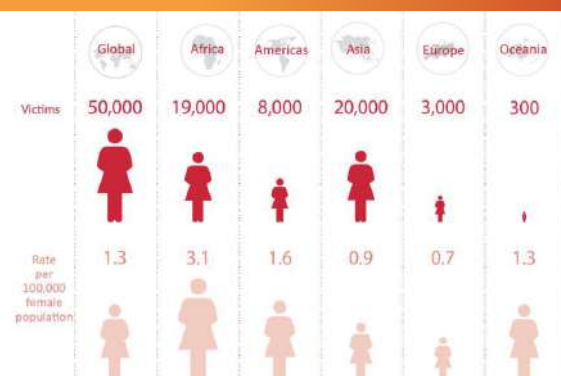 Global Africa Americas Asia Europe Oceania
Victims 50,000 19,000 8,000 20,000 3,000 300
Rate per 100,000 female population 1.3 3.1 1.6 0.9 0.7 1.3